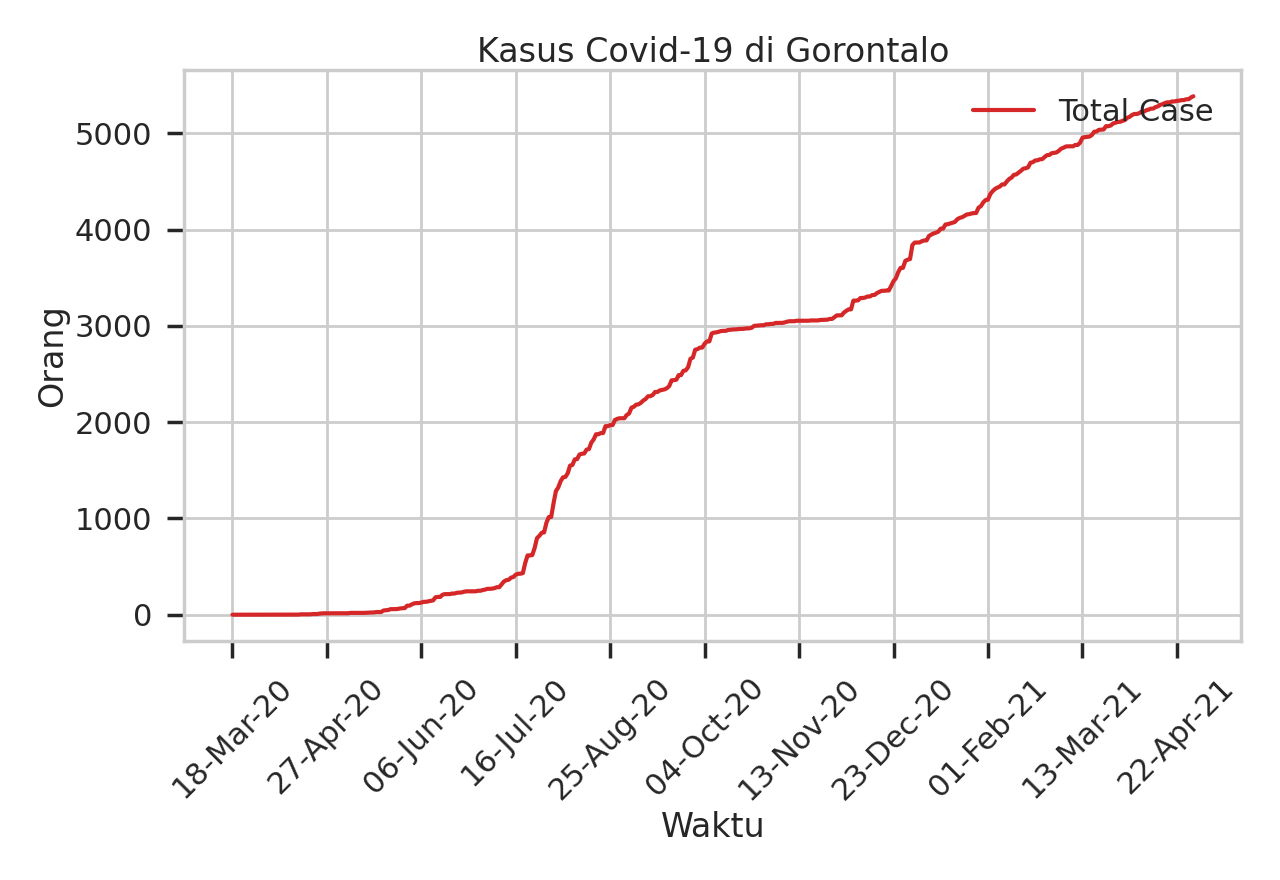 Kasus Covid-19 di Gorontalo
Total Case
Orang
5000
4000
3000
2000
1000
0
18-Mar-20
27-Apr-20
06-Jun-20
16-Jul-20
25-Aug-20
04-Oct-20
13-Nov-20
23-Dec-20
01-Feb-21
13-Mar-21
22-Apr-21
Waktu